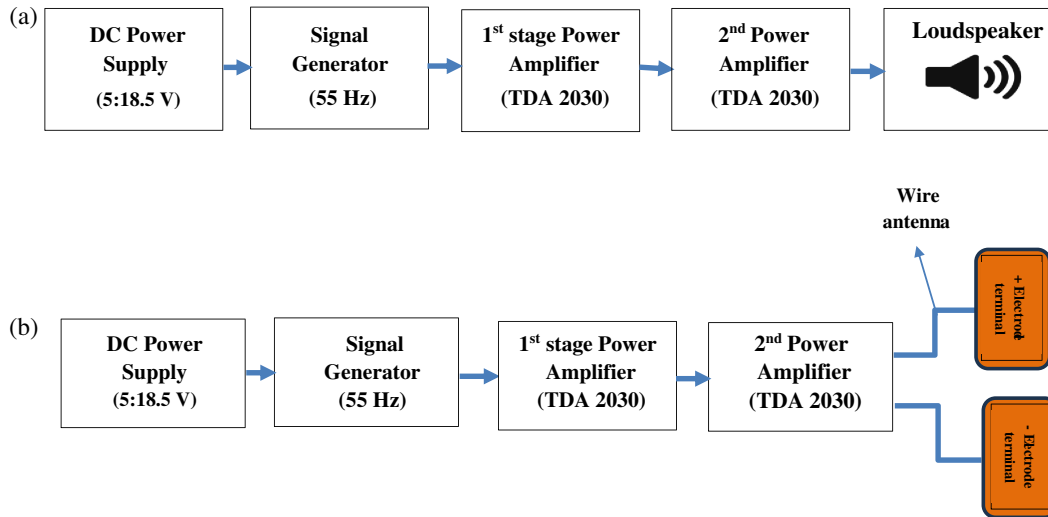 (a)
DC Power
Supply
(5:18.5 V)
Signal
Generator
(55 Hz)
1st stage Power
Amplifier
(TDA 2030)
2nd Power
Amplifier
(TDA 2030)
Loudspeaker
Wire
antenna
+ Electrode
terminal
(b)
DC Power
Supply
(5:18.5 V)
Signal
Generator
(55 Hz)
1st stage Power
Amplifier
(TDA 2030)
2nd Power
Amplifier
(TDA 2030)
- Electrode
terminal